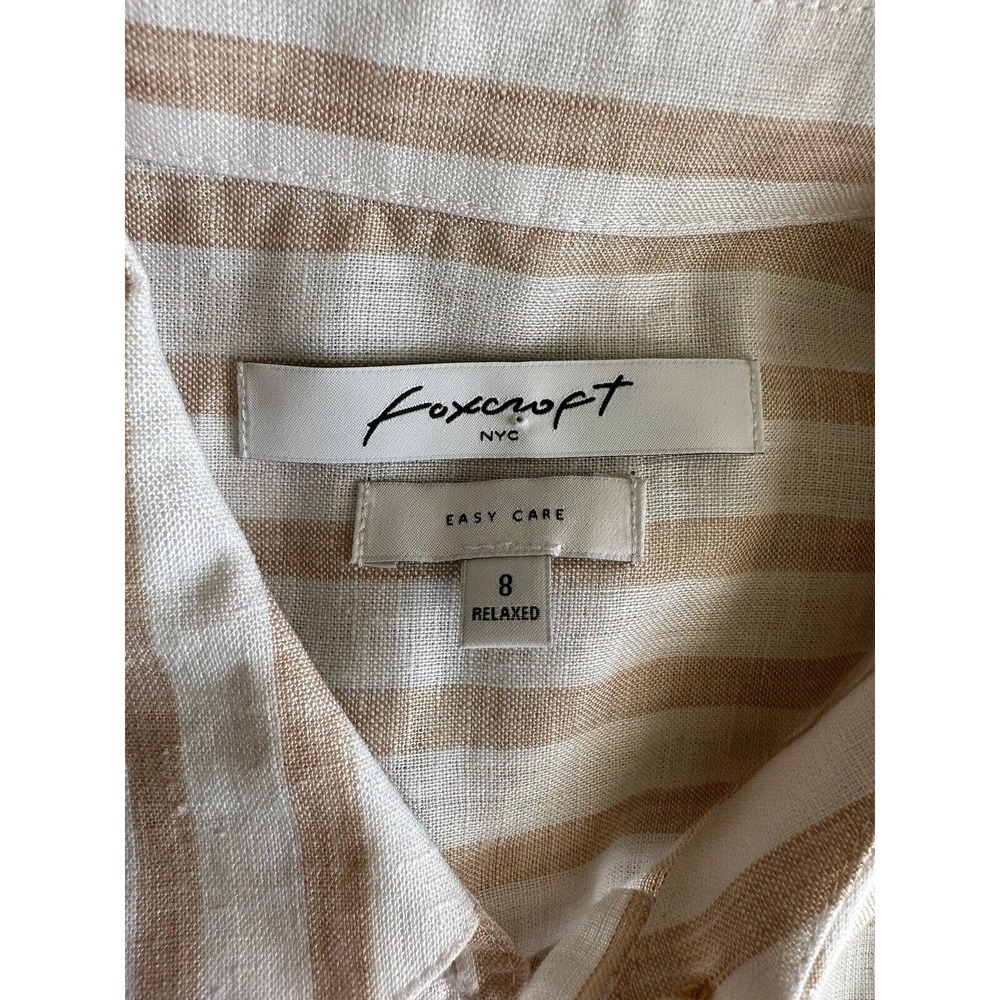 Foxcroft
NYC
EASY CARE
8
RELAXED